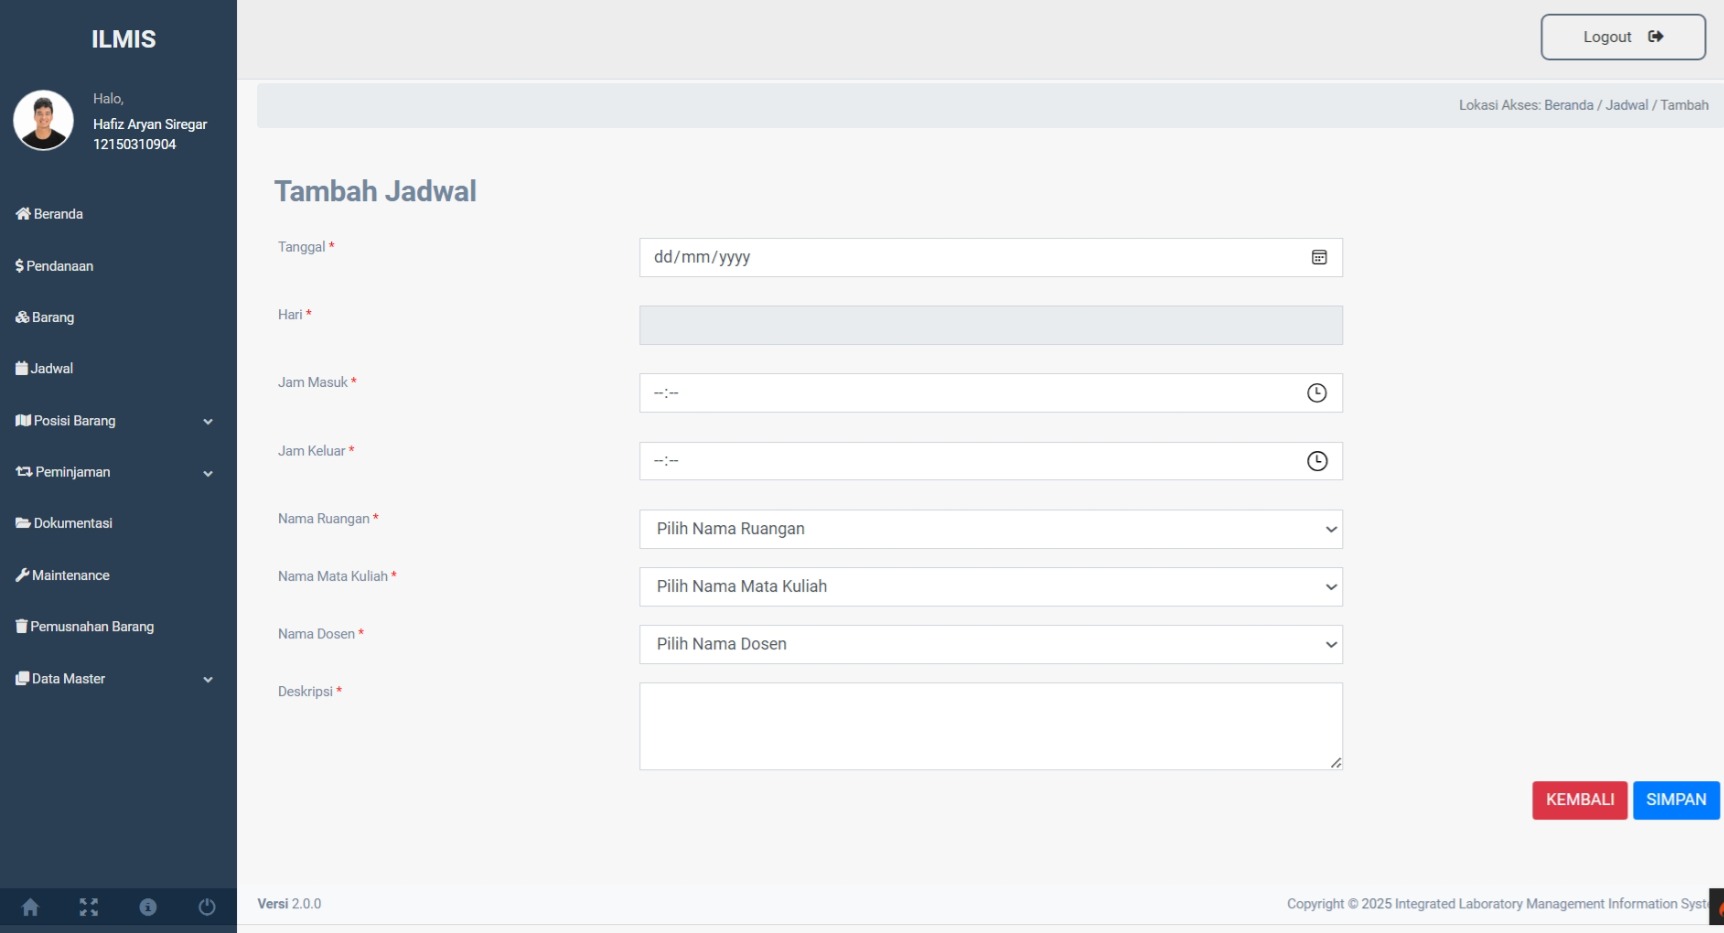 ILMIS
Logout
Halo,
Hafiz Aryan Siregar
12150310904
Lokasi Akses: Beranda / Jadwal / Tambah
Beranda
Pendanaan
Barang
Jadwal
Posisi Barang
Peminjaman
Dokumentasi
Maintenance
Pemusnahan Barang
Data Master
Tambah Jadwal
Tanggal *
dd/mm/yyyy
Hari *
Jam Masuk *
--:--
Jam Keluar *
--:--
Nama Ruangan *
Pilih Nama Ruangan
Nama Mata Kuliah *
Pilih Nama Mata Kuliah
Nama Dosen *
Pilih Nama Dosen
Deskripsi *
KEMBALI
SIMPAN
Versi 2.0.0
Copyright © 2025 Integrated Laboratory Management Information